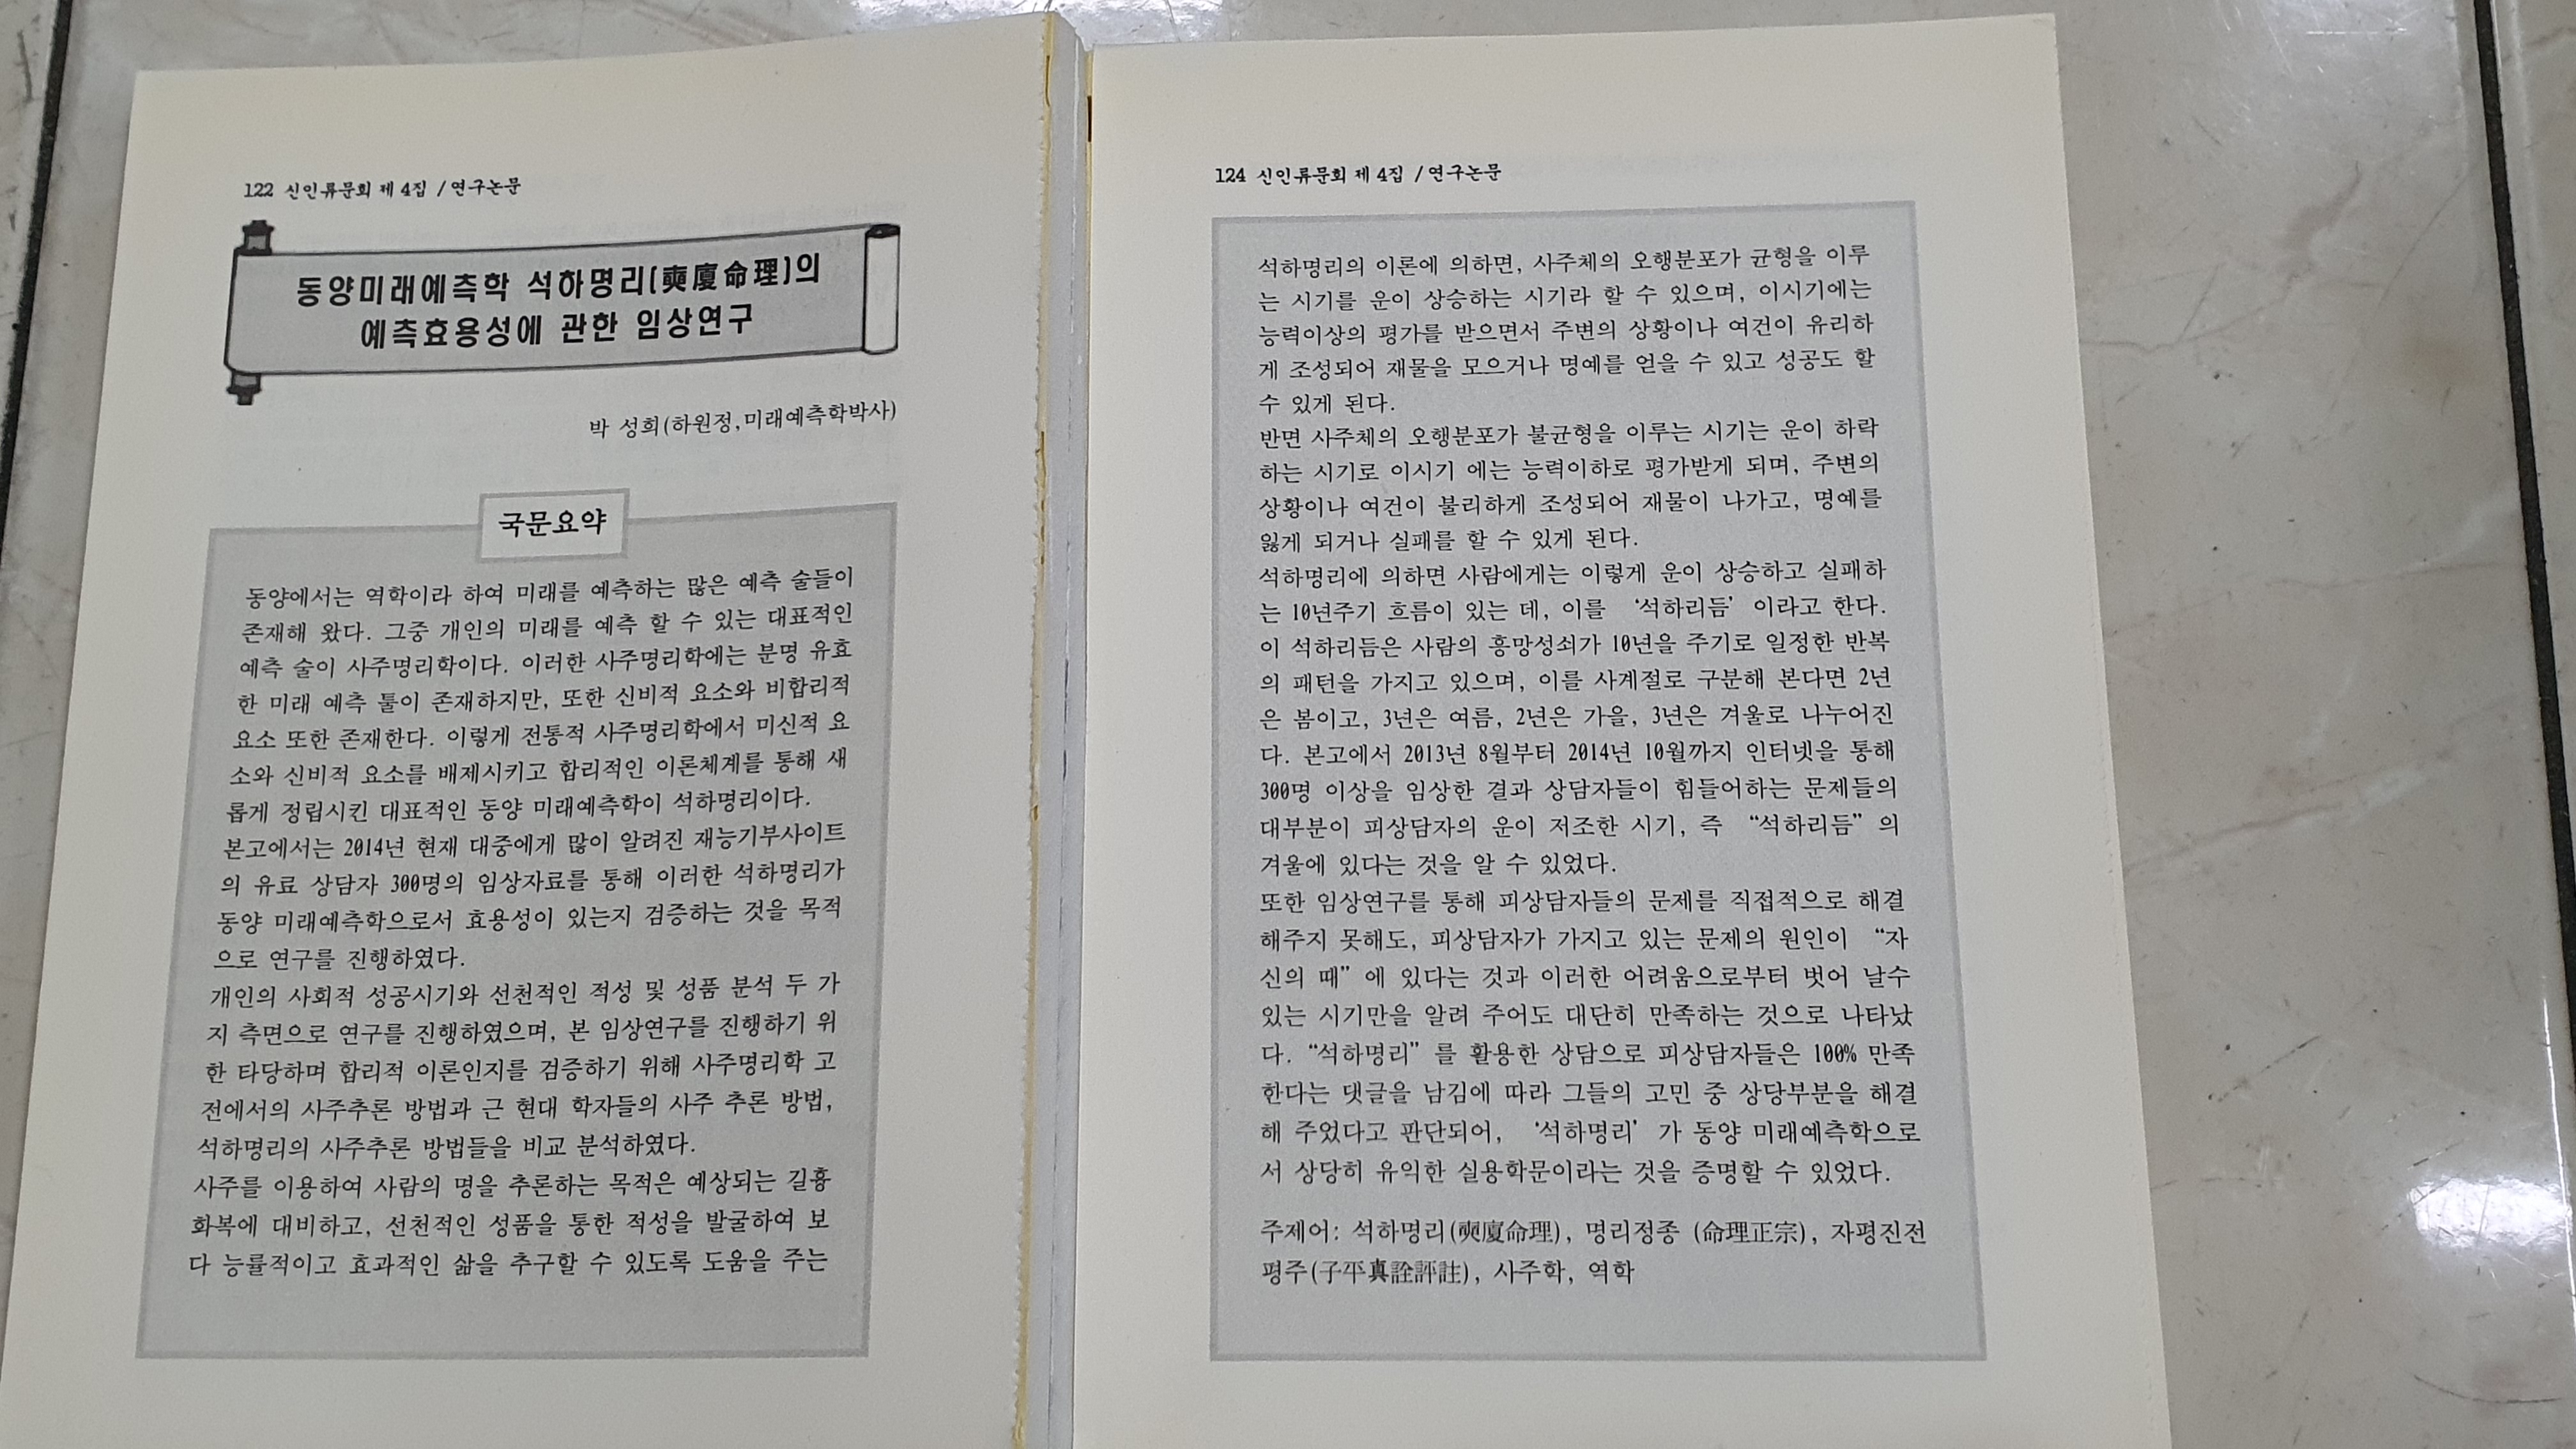 122 신인류문회 제 4집 / 연구논문
동양미래예측학 석하명리(奭廈命理)의
예측효용성에 관한 임상연구
박 성희(하원정,미래예측학박사)
국문요약
동양에서는 역학이라 하여 미래를 예측하는 많은 예측 술들이
존재해 왔다. 그중 개인의 미래를 예측 할 수 있는 대표적인
예측 술이 사주명리학이다. 이러한 사주명리학에는 분명 유효
한 미래 예측 툴이 존재하지만, 또한 신비적 요소와 비합리적
요소 또한 존재한다. 이렇게 전통적 사주명리학에서 미신적 요
소와 신비적 요소를 배제시키고 합리적인 이론체계를 통해 새
롭게 정립시킨 대표적인 동양 미래예측학이 석하명리이다.
본고에서는 2014년 현재 대중에게 많이 알려진 재능기부사이트
의 유료 상담자 300명의 임상자료를 통해 이러한 석하명리가
동양 미래예측학으로서 효용성이 있는지 검증하는 것을 목적
으로 연구를 진행하였다.
개인의 사회적 성공시기와 선천적인 적성 및 성품 분석 두 가
지 측면으로 연구를 진행하였으며, 본 임상연구를 진행하기 위
한 타당하며 합리적 이론인지를 검증하기 위해 사주명리학 고
전에서의 사주추론 방법과 근 현대 학자들의 사주 추론 방법,
석하명리의 사주추론 방법들을 비교 분석하였다.
사주를 이용하여 사람의 명을 추론하는 목적은 예상되는 길흉
화복에 대비하고, 선천적인 성품을 통한 적성을 발굴하여 보
다 능률적이고 효과적인 삶을 추구할 수 있도록 도움을 주는
124 신인류문회 제 4집 / 연구논문
석하명리의 이론에 의하면, 사주체의 오행분포가 균형을 이루
는 시기를 운이 상승하는 시기라 할 수 있으며, 이시기에는
능력이상의 평가를 받으면서 주변의 상황이나 여건이 유리하
게 조성되어 재물을 모으거나 명예를 얻을 수 있고 성공도 할
수 있게 된다.
반면 사주체의 오행분포가 불균형을 이루는 시기는 운이 하락
하는 시기로 이시기 에는 능력이하로 평가받게 되며, 주변의
상황이나 여건이 불리하게 조성되어 재물이 나가고, 명예를
잃게 되거나 실패를 할 수 있게 된다.
석하명리에 의하면 사람에게는 이렇게 운이 상승하고 실패하
는 10년주기 흐름이 있는 데, 이를 ‘석하리듬’ 이라고 한다.
이 석하리듬은 사람의 흥망성쇠가 10년을 주기로 일정한 반복
의 패턴을 가지고 있으며, 이를 사계절로 구분해 본다면 2년
은 봄이고, 3년은 여름, 2년은 가을, 3년은 겨울로 나누어진
다. 본고에서 2013년 8월부터 2014년 10월까지 인터넷을 통해
300명 이상을 임상한 결과 상담자들이 힘들어하는 문제들의
대부분이 피상담자의 운이 저조한 시기, 즉 “석하리듬” 의
겨울에 있다는 것을 알 수 있었다.
또한 임상연구를 통해 피상담자들의 문제를 직접적으로 해결
해주지 못해도, 피상담자가 가지고 있는 문제의 원인이 “자
신의 때” 에 있다는 것과 이러한 어려움으로부터 벗어 날수
있는 시기만을 알려 주어도 대단히 만족하는 것으로 나타났
다. “석하명리” 를 활용한 상담으로 피상담자들은 100% 만족
한다는 댓글을 남김에 따라 그들의 고민 중 상당부분을 해결
해 주었다고 판단되어, ‘석하명리’ 가 동양 미래예측학으로
서 상당히 유익한 실용학문이라는 것을 증명할 수 있었다.
주제어: 석하명리(奭廈命理), 명리정종 (命理正宗), 자평진전
평주(子平真詮評註), 사주학, 역학